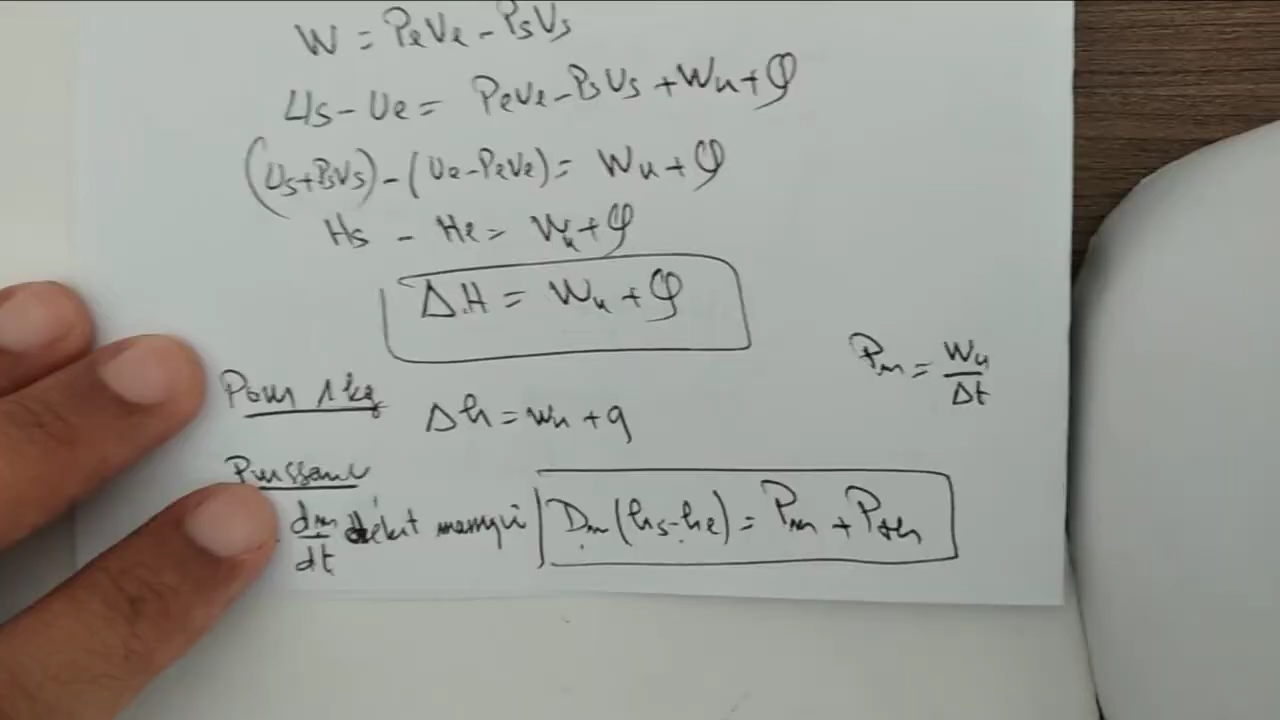 W = PeVe - PsVs
Us - Ue = PeVe - PsVs + Wu + Q
(Us + PsVs) - (Ue - PeVe) = Wu + Q
Hs - He = Wu + Q
ΔH = Wu + Q
Pm = Wu/Δt
Pour 1 kg Δh = wu + q
Puissance
dm/dt débit massique Dm (hs - he) = Pm + Pth